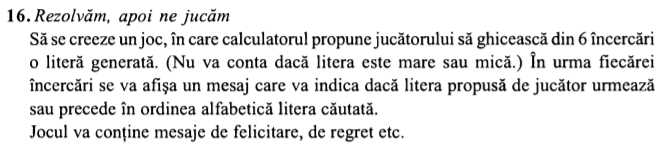 16. Rezolvăm, apoi ne jucăm
Să se creeze un joc, în care calculatorul propune jucătorului să ghicească din 6 încercări
o literă generată. (Nu va conta dacă litera este mare sau mică.) În urma fiecărei
încercări se va afişa un mesaj care va indica dacă litera propusă de jucător urmează
sau precede în ordinea alfabetică litera căutată.
Jocul va conţine mesaje de felicitare, de regret etc.